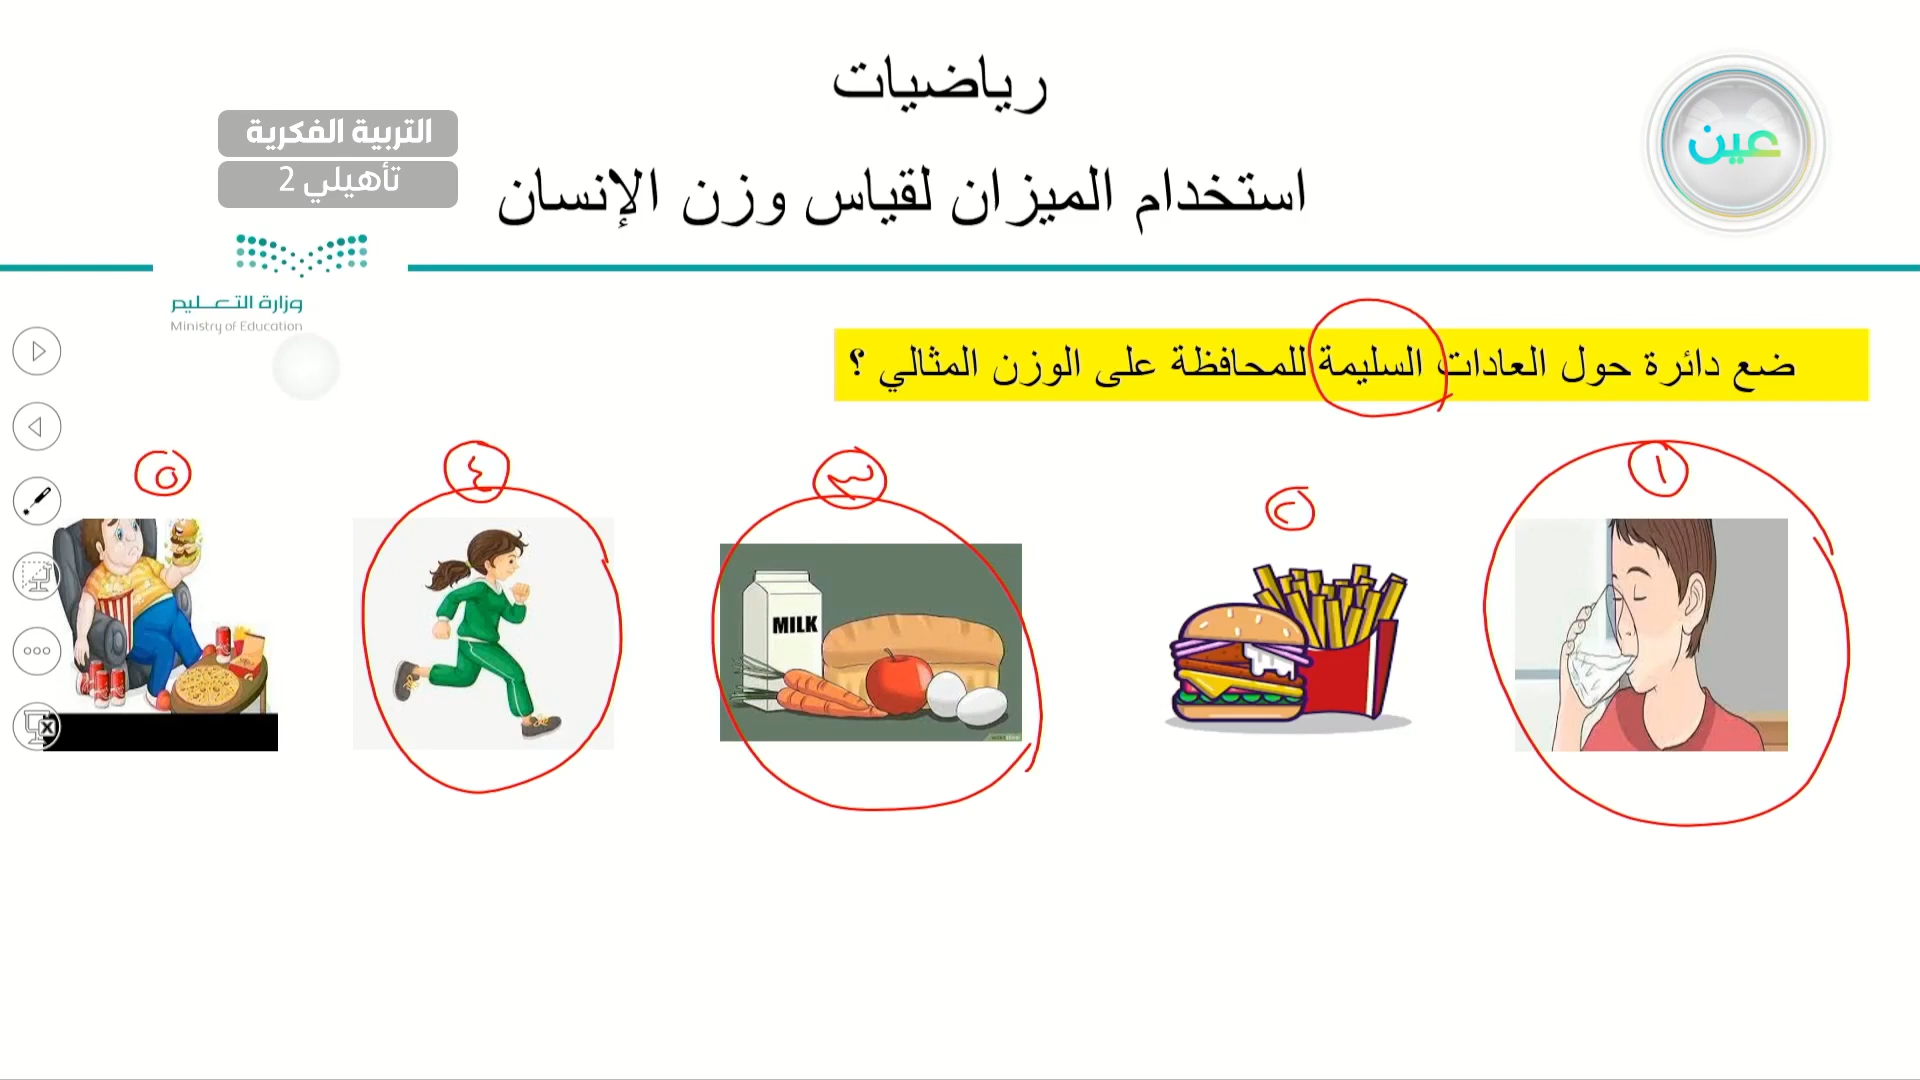 رياضيات
عين
التربية الفكرية
تأهيلي 2
استخدام الميزان لقياس وزن الإنسان
وزارة التعليم
Ministry of Education
ضع دائرة حول العادات السليمة للمحافظة على الوزن المثالي ؟
١
٢
٣
٤
٥
MILK